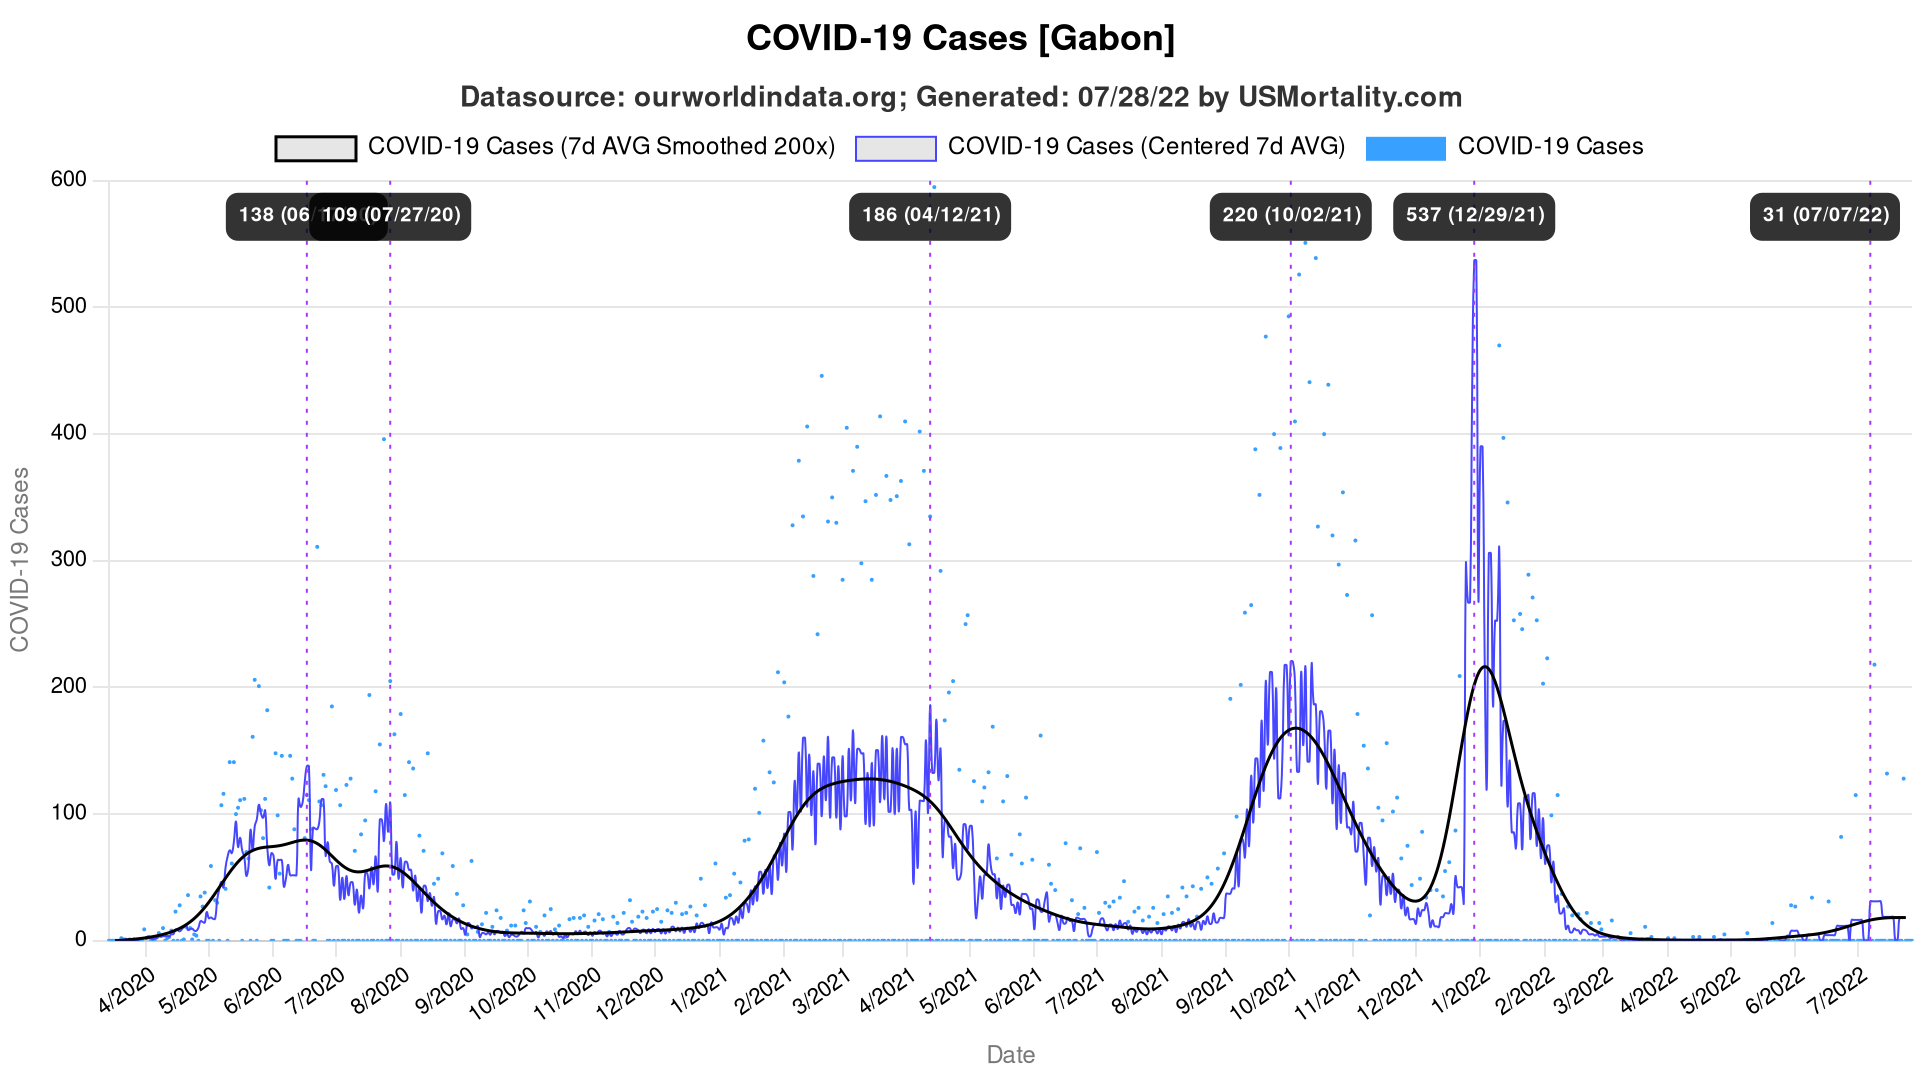 COVID-19 Cases [Gabon]
Datasource: ourworldindata.org; Generated: 07/28/22 by USMortality.com
COVID-19 Cases (7d AVG Smoothed 200x) COVID-19 Cases (Centered 7d AVG) COVID-19 Cases
138 (06/1 109 (07/27/20) 186 (04/12/21) 220 (10/02/21) 537 (12/29/21) 31 (07/07/22)
600
500
400
300
200
100
0
COVID-19 Cases
4/2020 5/2020 6/2020 7/2020 8/2020 9/2020 10/2020 11/2020 12/2020 1/2021 2/2021 3/2021 4/2021 5/2021 6/2021 7/2021 8/2021 9/2021 10/2021 11/2021 12/2021 1/2022 2/2022 3/2022 4/2022 5/2022 6/2022 7/2022
Date